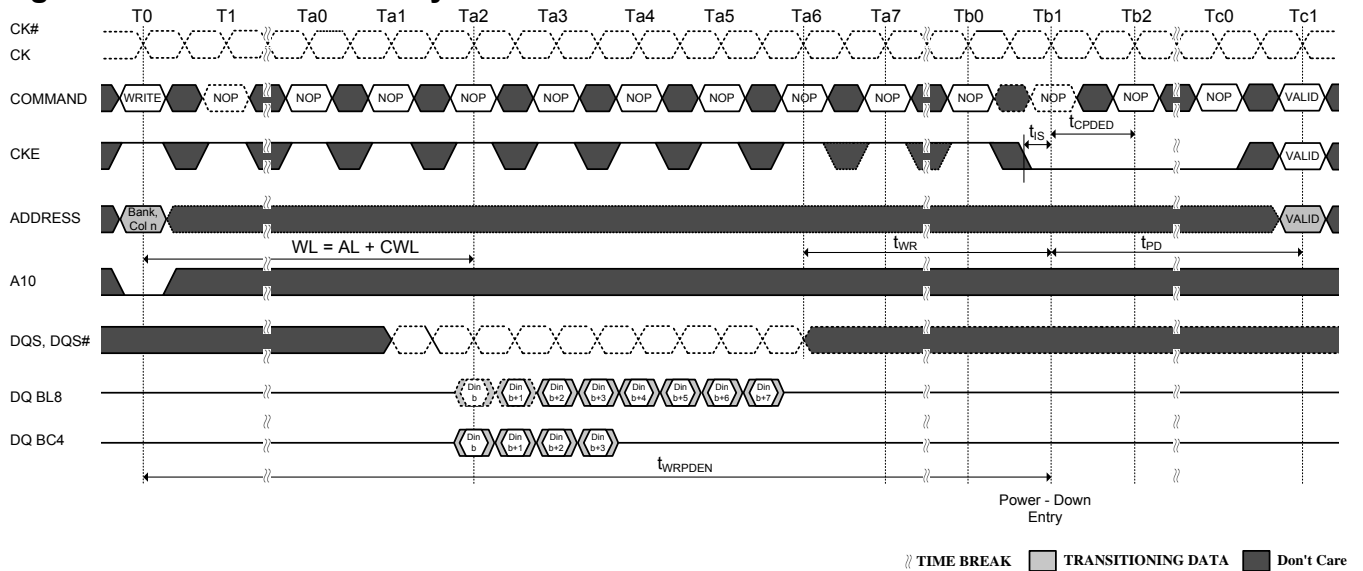 T0 T1 Ta0 Ta1 Ta2 Ta3 Ta4 Ta5 Ta6 Ta7 Tb0 Tb1 Tb2 Tc0 Tc1
CK#
CK
COMMAND WRITE NOP NOP NOP NOP NOP NOP NOP NOP NOP NOP NOP NOP NOP VALID
tIS tCPDED
CKE VALID
ADDRESS Bank, Col n VALID
WL = AL + CWL tWR tPD
A10
DQS, DQS#
DQ BL8 Din b Din b+1 Din b+2 Din b+3 Din b+4 Din b+5 Din b+6 Din b+7
DQ BC4 Din b Din b+1 Din b+2 Din b+3
tWRPDEN
Power - Down
Entry
TIME BREAK TRANSITIONING DATA Don't Care